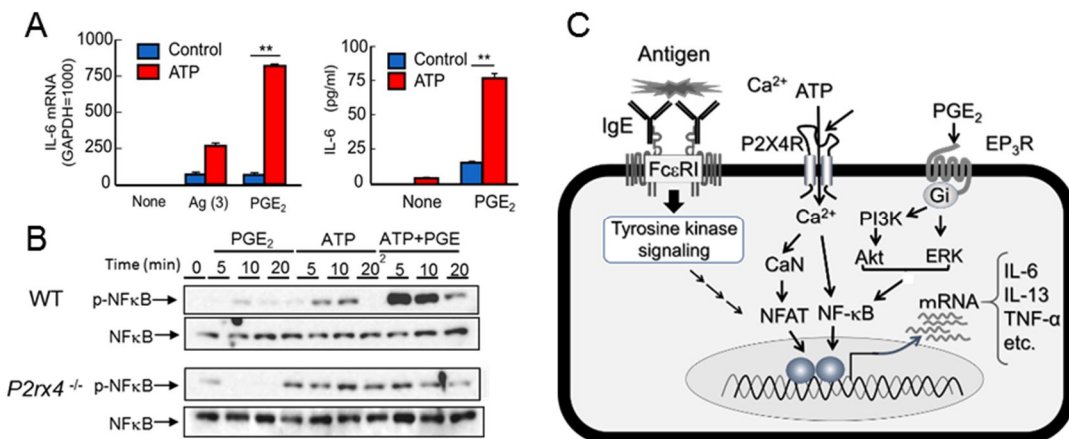 A
1000
750
500
250
0
IL-6 mRNA
(GAPDH=1000)
Control
ATP
**
None
Ag (3)
PGE₂
100
75
50
25
0
IL-6
(pg/ml)
Control
ATP
**
None
PGE₂
B
PGE₂
ATP
ATP+PGE
2
Time (min)
0
5
10
20
5
10
20
5
10
20
WT
p-NFκB
NFκB
P2rx4 -/-
p-NFκB
NFκB
C
Antigen
IgE
FcεRI
Tyrosine kinase
signaling
Ca²⁺
ATP
P2X4R
Ca²⁺
CaN
NFAT
NF-κB
PGE₂
EP₃R
Gi
PI3K
Akt
ERK
mRNA
IL-6
IL-13
TNF-α
etc.